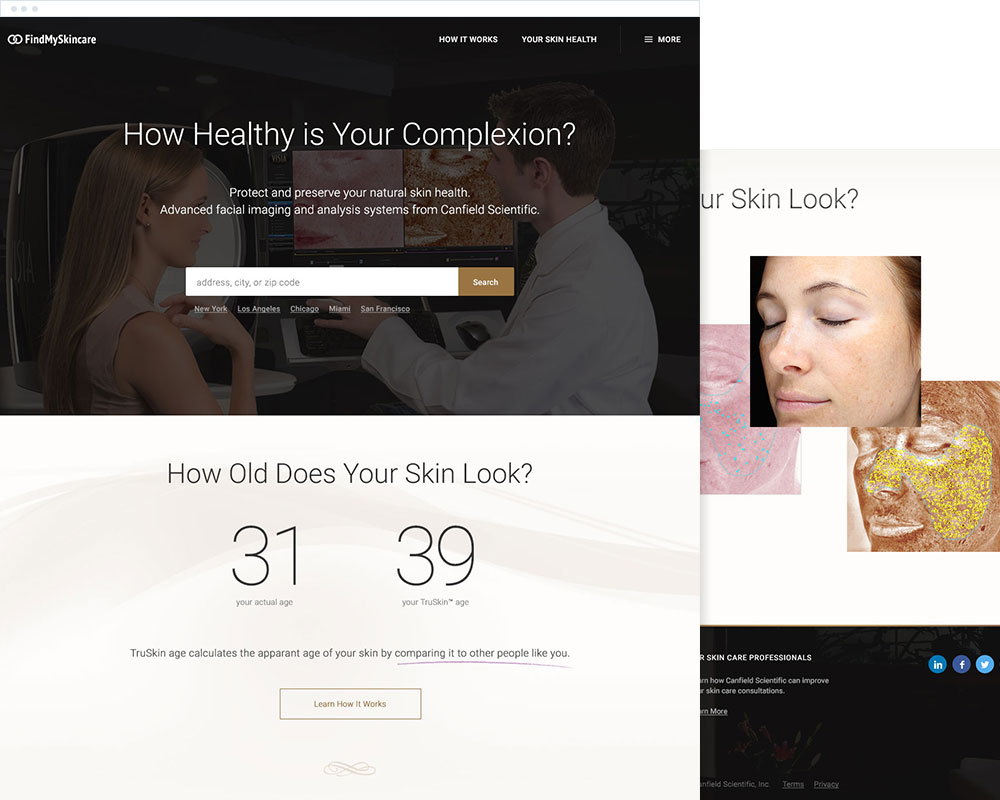 FindMySkincare
HOW IT WORKS
YOUR SKIN HEALTH
MORE
How Healthy is Your Complexion?
VISIA
Protect and preserve your natural skin health.
Advanced facial imaging and analysis systems from Canfield Scientific.
address, city, or zip code
Search
New York Los Angeles Chicago Miami San Francisco
How Old Does Your Skin Look?
31 39
your actual age your TruSkin™ age
TruSkin age calculates the apparant age of your skin by comparing it to other people like you.
Learn How It Works
ur Skin Look?
R SKIN CARE PROFESSIONALS
arn how Canfield Scientific can improve
ur skin care consultations.
arn More
anfield Scientific, Inc. Terms Privacy
in
f